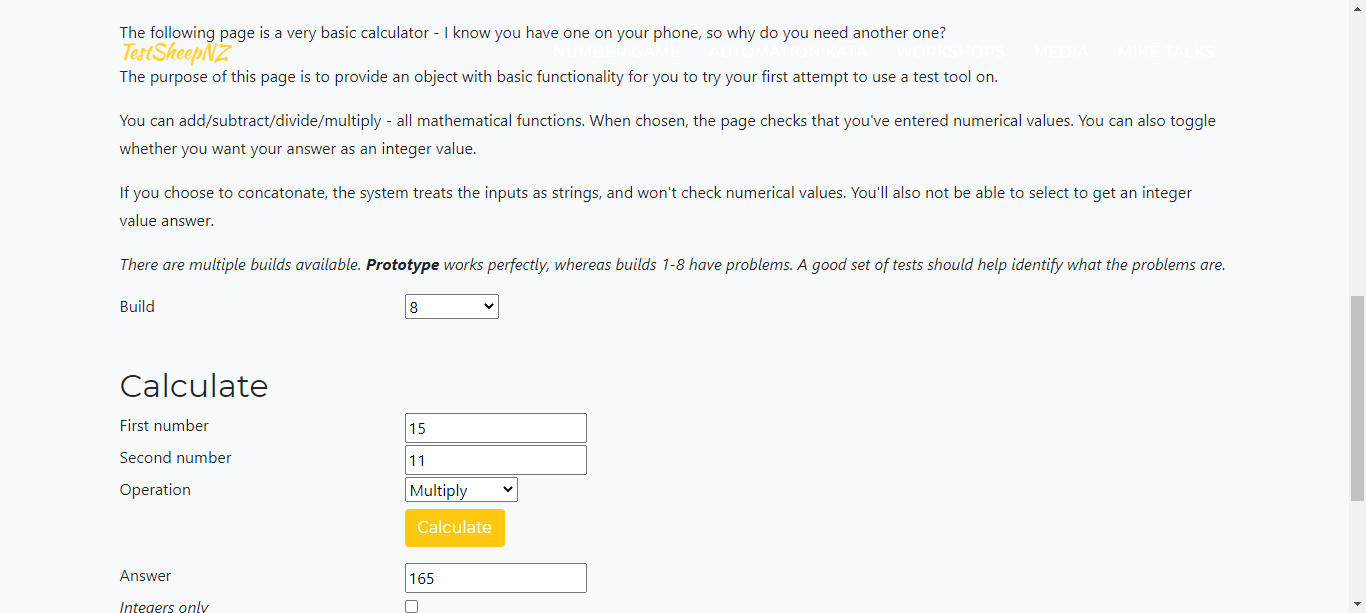 The following page is a very basic calculator - I know you have one on your phone, so why do you need another one?
TestSheepNZ NUMBER GAME AUTOMATION BETA WORKSHOPS MEDIA MIKE TALKS
The purpose of this page is to provide an object with basic functionality for you to try your first attempt to use a test tool on.
You can add/subtract/divide/multiply - all mathematical functions. When chosen, the page checks that you've entered numerical values. You can also toggle
whether you want your answer as an integer value.
If you choose to concatonate, the system treats the inputs as strings, and won't check numerical values. You'll also not be able to select to get an integer
value answer.
There are multiple builds available. Prototype works perfectly, whereas builds 1-8 have problems. A good set of tests should help identify what the problems are.
Build 8
Calculate
First number 15
Second number 11
Operation Multiply
Calculate
Answer 165
Integers only